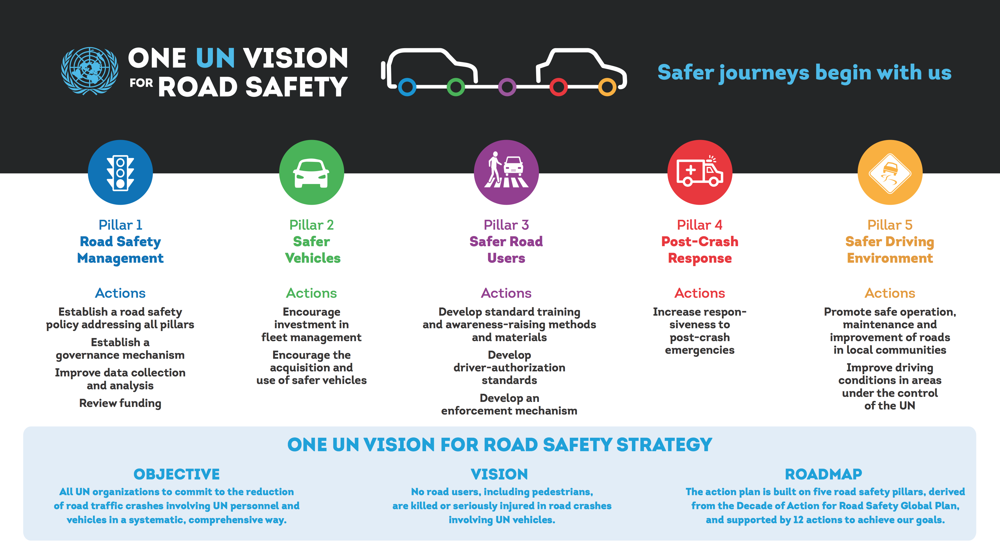 ONE UN VISION
FOR ROAD SAFETY
Safer journeys begin with us
Pillar 1
Road Safety
Management
Actions
Establish a road safety
policy addressing all pillars
Establish a
governance mechanism
Improve data collection
and analysis
Review funding
Pillar 2
Safer
Vehicles
Actions
Encourage
investment in
fleet management
Encourage the
acquisition and
use of safer vehicles
Pillar 3
Safer Road
Users
Actions
Develop standard training
and awareness-raising methods
and materials
Develop
driver-authorization
standards
Develop an
enforcement mechanism
Pillar 4
Post-Crash
Response
Actions
Increase respon-
siveness to
post-crash
emergencies
Pillar 5
Safer Driving
Environment
Actions
Promote safe operation,
maintenance and
improvement of roads
in local communities
Improve driving
conditions in areas
under the control
of the UN
ONE UN VISION FOR ROAD SAFETY STRATEGY
OBJECTIVE
All UN organizations to commit to the reduction
of road traffic crashes involving UN personnel and
vehicles in a systematic, comprehensive way.
VISION
No road users, including pedestrians,
are killed or seriously injured in road crashes
involving UN vehicles.
ROADMAP
The action plan is built on five road safety pillars, derived
from the Decade of Action for Road Safety Global Plan,
and supported by 12 actions to achieve our goals.